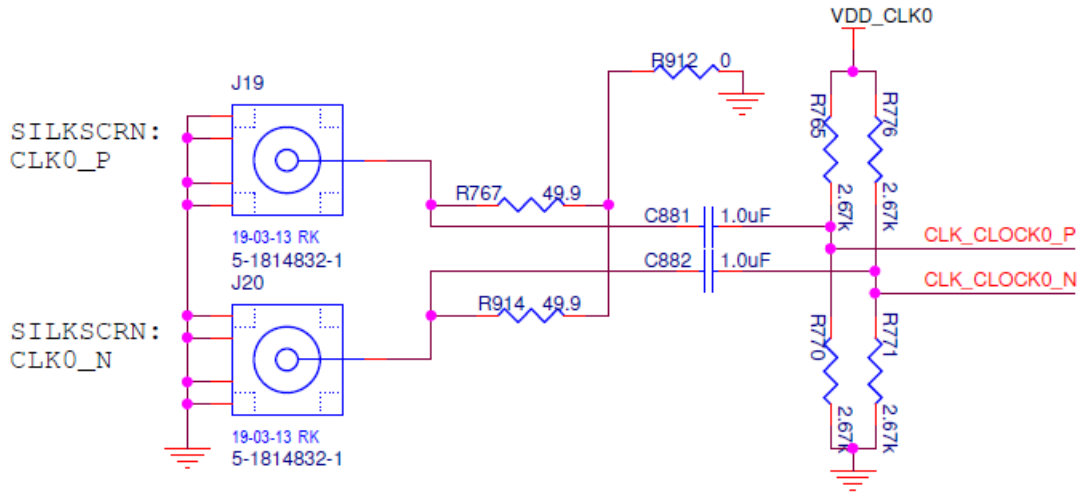 VDD_CLK0
R912 0
J19
SILKSCRN:
CLK0_P
R765
R776
R767 49.9
2.67k
2.67k
C881 1.0uF
19-03-13 RK
5-1814832-1
CLK_CLOCK0_P
C882 1.0uF
J20
CLK_CLOCK0_N
R914 49.9
SILKSCRN:
CLK0_N
R770
R771
2.67k
2.67k
19-03-13 RK
5-1814832-1